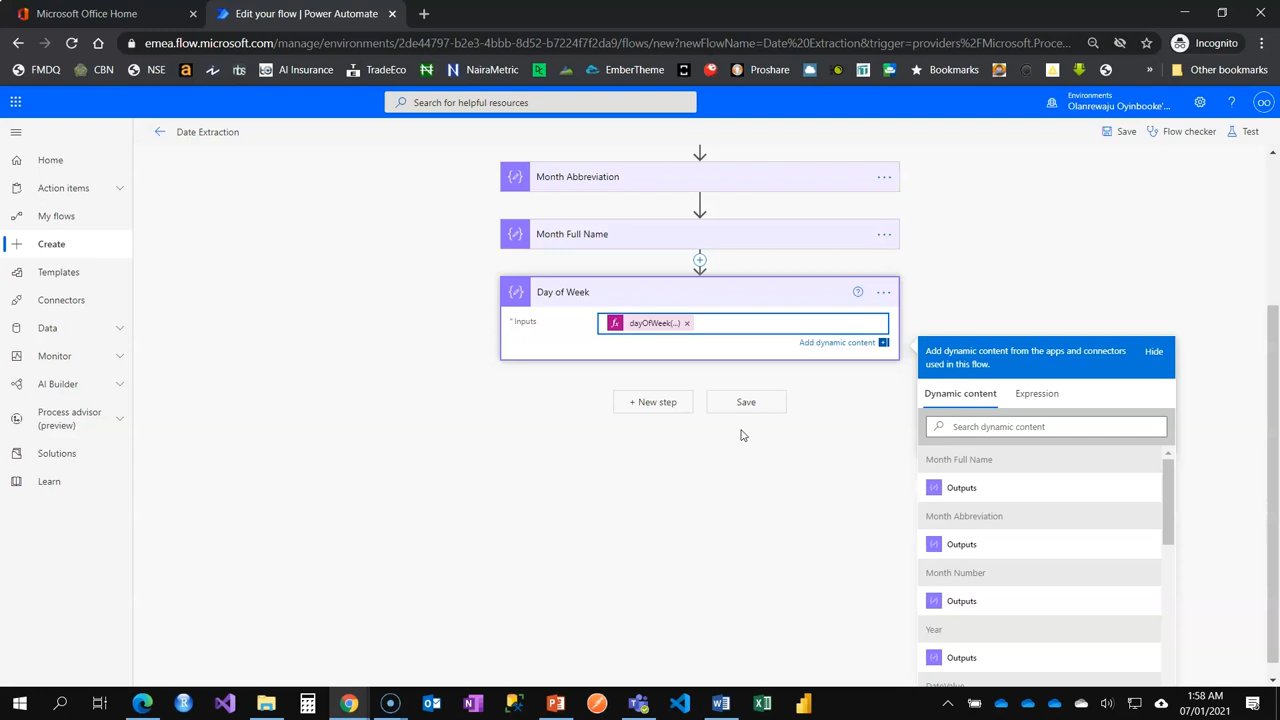 Microsoft Office Home
Edit your flow | Power Automate
emea.flow.microsoft.com/manage/environments/2de44797-b2e3-4bbb-8d52-b7224f7f2da9/flows/new?newFlowName=Date%20Extraction&trigger=providers%2FMicrosoft.Proce...
Incognito
FMDQ
CBN
NSE
AI Insurance
TradeEco
NairaMetric
EmberTheme
Proshare
Bookmarks
»
Other bookmarks
Search for helpful resources
Environments
Olanrewaju Oyinbooke'...
OO
Date Extraction
Save
Flow checker
Test
Home
Action items
My flows
Create
Templates
Connectors
Data
Monitor
AI Builder
Process advisor
(preview)
Solutions
Learn
Month Abbreviation
Month Full Name
Day of Week
* Inputs
fx dayOfWeek(...) ×
Add dynamic content
+ New step
Save
Add dynamic content from the apps and connectors
used in this flow.
Hide
Dynamic content
Expression
Search dynamic content
Month Full Name
Outputs
Month Abbreviation
Outputs
Month Number
Outputs
Year
Outputs
DateValue
1:58 AM
07/01/2021